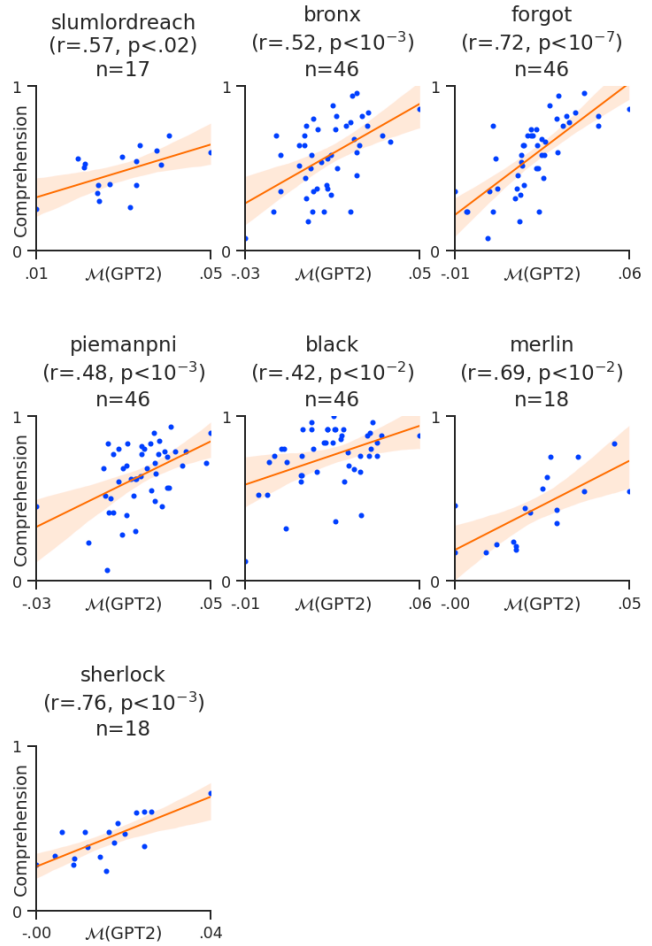 slumlordreach
(r=.57, p<.02)
n=17
bronx
(r=.52, p<10⁻³)
n=46
forgot
(r=.72, p<10⁻⁷)
n=46
Comprehension
1
0
.01
ℳ(GPT2)
.05
1
0
-.03
ℳ(GPT2)
.05
1
0
-.01
ℳ(GPT2)
.06
piemanpni
(r=.48, p<10⁻³)
n=46
black
(r=.42, p<10⁻²)
n=46
merlin
(r=.69, p<10⁻²)
n=18
Comprehension
1
0
-.03
ℳ(GPT2)
.05
1
0
-.01
ℳ(GPT2)
.06
1
0
-.00
ℳ(GPT2)
.05
sherlock
(r=.76, p<10⁻³)
n=18
Comprehension
1
0
-.00
ℳ(GPT2)
.04